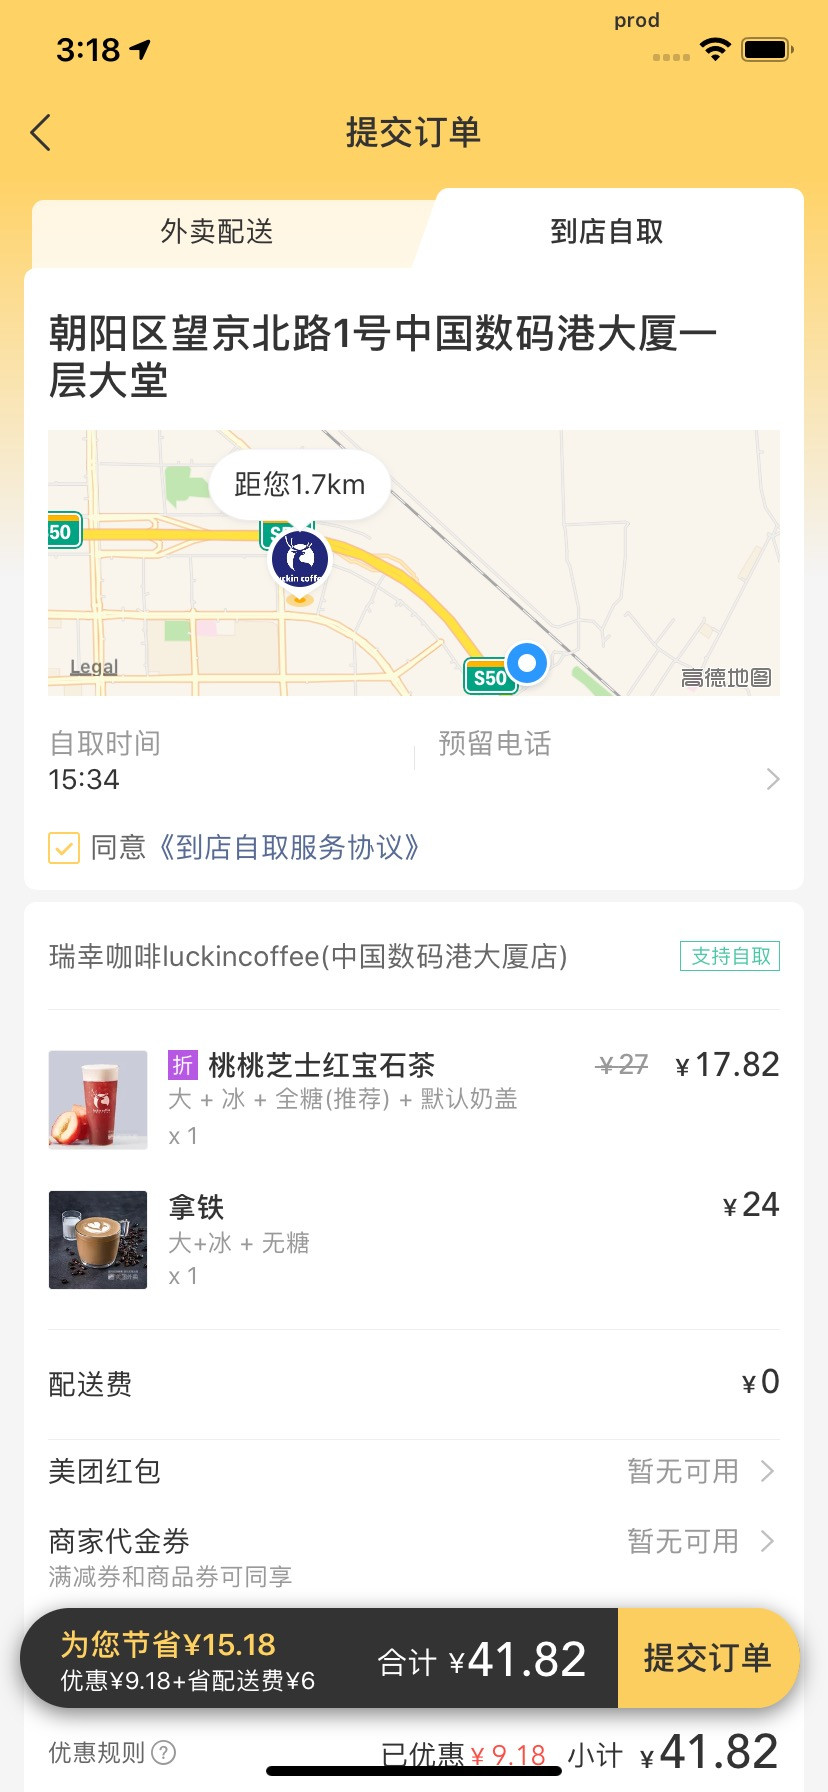 prod
3:18
提交订单
外卖配送
到店自取
朝阳区望京北路1号中国数码港大厦一
层大堂
距您1.7km
50
S50
Legal
高德地图
自取时间
预留电话
15:34
同意《到店自取服务协议》
瑞幸咖啡luckincoffee(中国数码港大厦店)
支持自取
折 桃桃芝士红宝石茶 ¥27 ¥17.82
大 + 冰 + 全糖(推荐) + 默认奶盖
x 1
拿铁 ¥24
大+冰 + 无糖
x 1
配送费 ¥0
美团红包 暂无可用
商家代金券 暂无可用
满减券和商品券可同享
为您节省¥15.18
优惠¥9.18+省配送费¥6
合计 ¥41.82
提交订单
优惠规则? 已优惠¥9.18 小计 ¥41.82